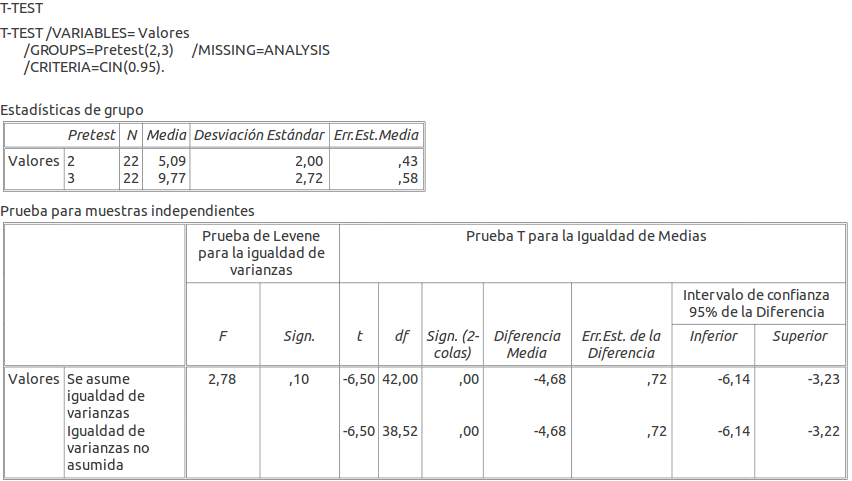 T-TEST
T-TEST /VARIABLES= Valores
/GROUPS=Pretest(2,3) /MISSING=ANALYSIS
/CRITERIA=CIN(0.95).
Estadísticas de grupo
Pretest N Media Desviación Estándar Err.Est.Media
Valores 2 22 5,09 2,00 ,43
3 22 9,77 2,72 ,58
Prueba para muestras independientes
Prueba de Levene para la igualdad de varianzas
Prueba T para la Igualdad de Medias
Intervalo de confianza 95% de la Diferencia
F Sign. t df Sign. (2-colas) Diferencia Media Err.Est. de la Diferencia Inferior Superior
Valores Se asume igualdad de varianzas 2,78 ,10 -6,50 42,00 ,00 -4,68 ,72 -6,14 -3,23
Igualdad de varianzas no asumida -6,50 38,52 ,00 -4,68 ,72 -6,14 -3,22